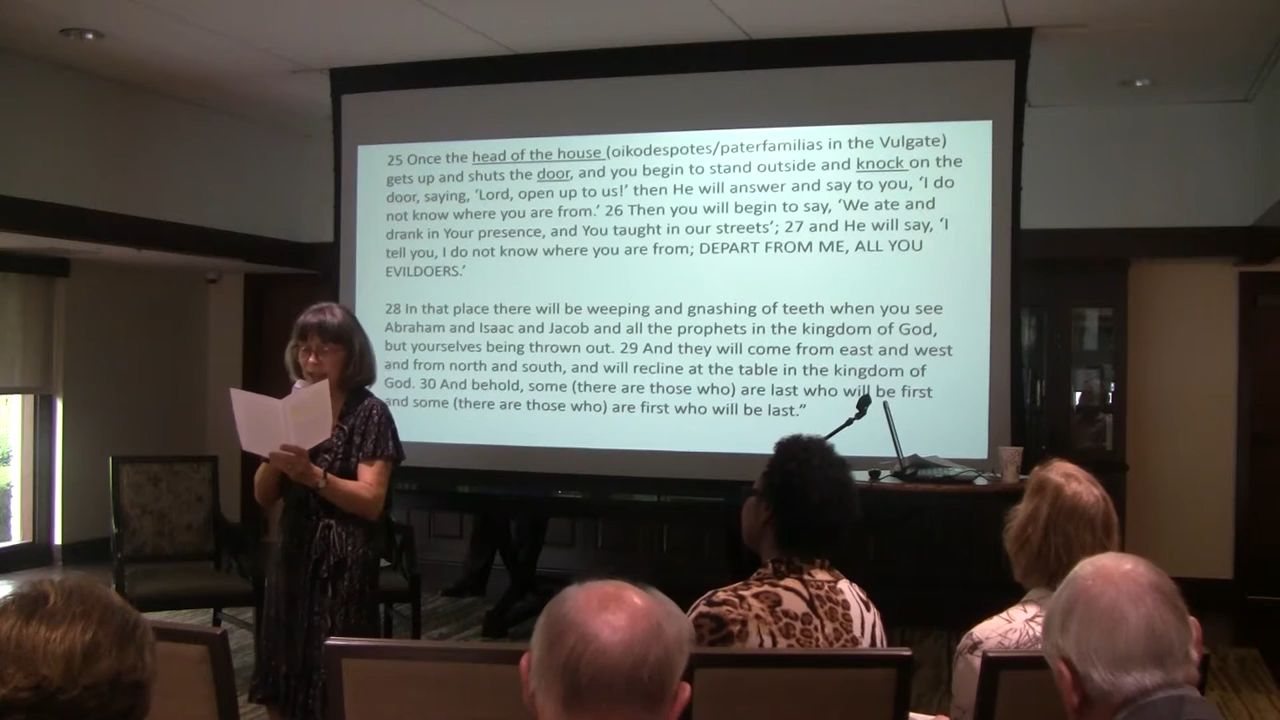 25 Once the head of the house (oikodespotes/paterfamilias in the Vulgate)
gets up and shuts the door, and you begin to stand outside and knock on the
door, saying, ‘Lord, open up to us!’ then He will answer and say to you, ‘I do
not know where you are from.’ 26 Then you will begin to say, ‘We ate and
drank in Your presence, and You taught in our streets’; 27 and He will say, ‘I
tell you, I do not know where you are from; DEPART FROM ME, ALL YOU
EVILDOERS.’
28 In that place there will be weeping and gnashing of teeth when you see
Abraham and Isaac and Jacob and all the prophets in the kingdom of God,
but yourselves being thrown out. 29 And they will come from east and west
and from north and south, and will recline at the table in the kingdom of
God. 30 And behold, some (there are those who) are last who will be first
and some (there are those who) are first who will be last.”